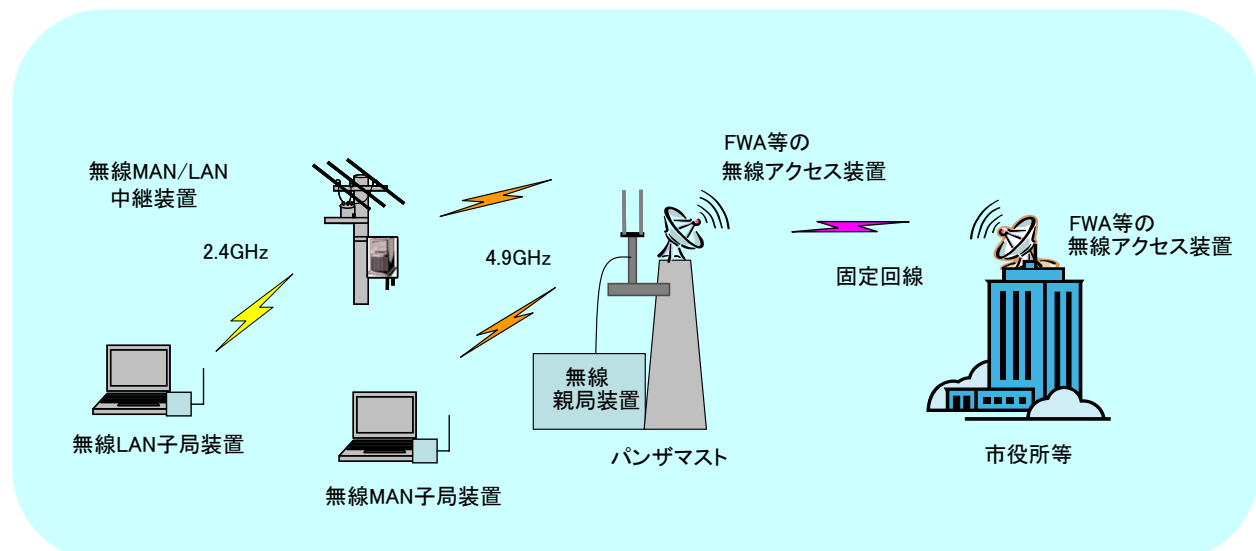 FWA等の
無線アクセス装置
無線MAN/LAN
中継装置
FWA等の
無線アクセス装置
2.4GHz
4.9GHz
固定回線
無線
親局装置
無線LAN子局装置
パンザマスト
市役所等
無線MAN子局装置